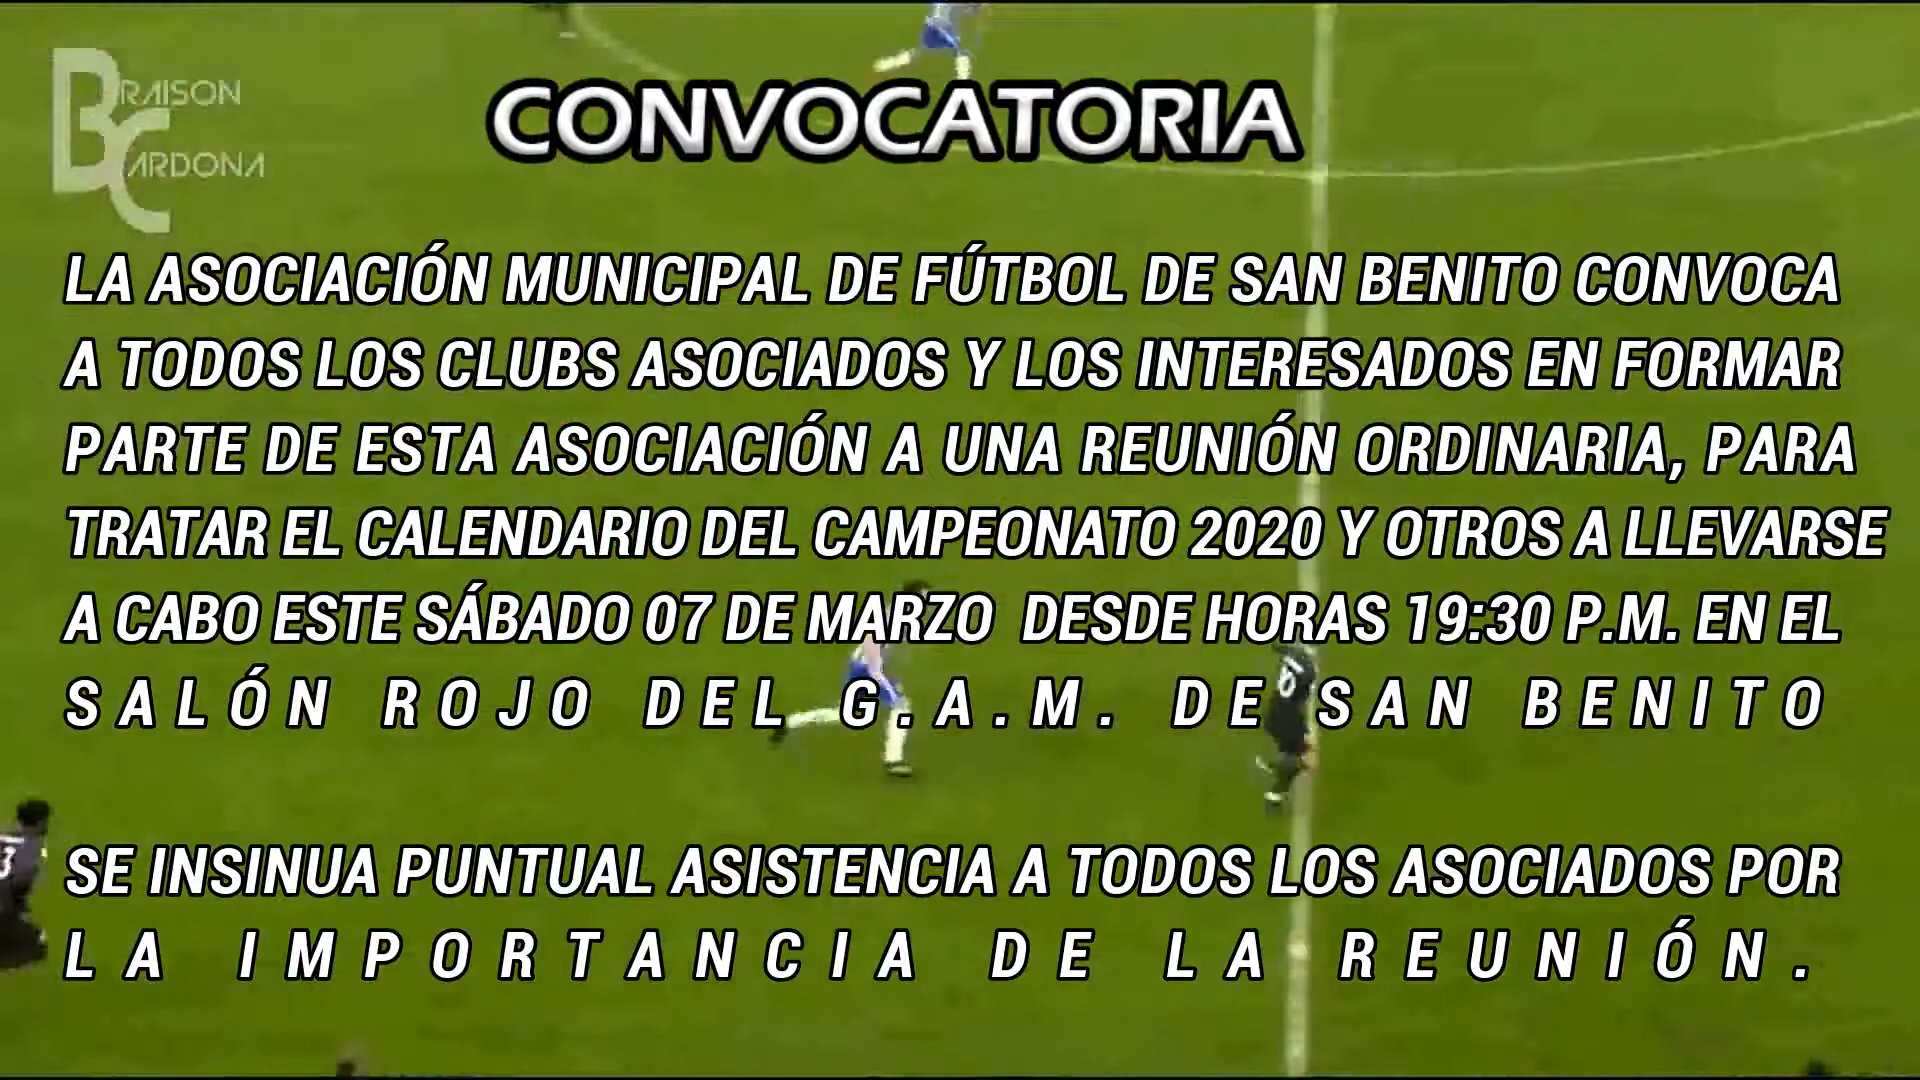 BRAISON
CARDONA
CONVOCATORIA
LA ASOCIACIÓN MUNICIPAL DE FÚTBOL DE SAN BENITO CONVOCA
A TODOS LOS CLUBS ASOCIADOS Y LOS INTERESADOS EN FORMAR
PARTE DE ESTA ASOCIACIÓN A UNA REUNIÓN ORDINARIA, PARA
TRATAR EL CALENDARIO DEL CAMPEONATO 2020 Y OTROS A LLEVARSE
A CABO ESTE SÁBADO 07 DE MARZO DESDE HORAS 19:30 P.M. EN EL
SALÓN ROJO DEL G.A.M. DE SAN BENITO
SE INSINUA PUNTUAL ASISTENCIA A TODOS LOS ASOCIADOS POR
LA IMPORTANCIA DE LA REUNIÓN.